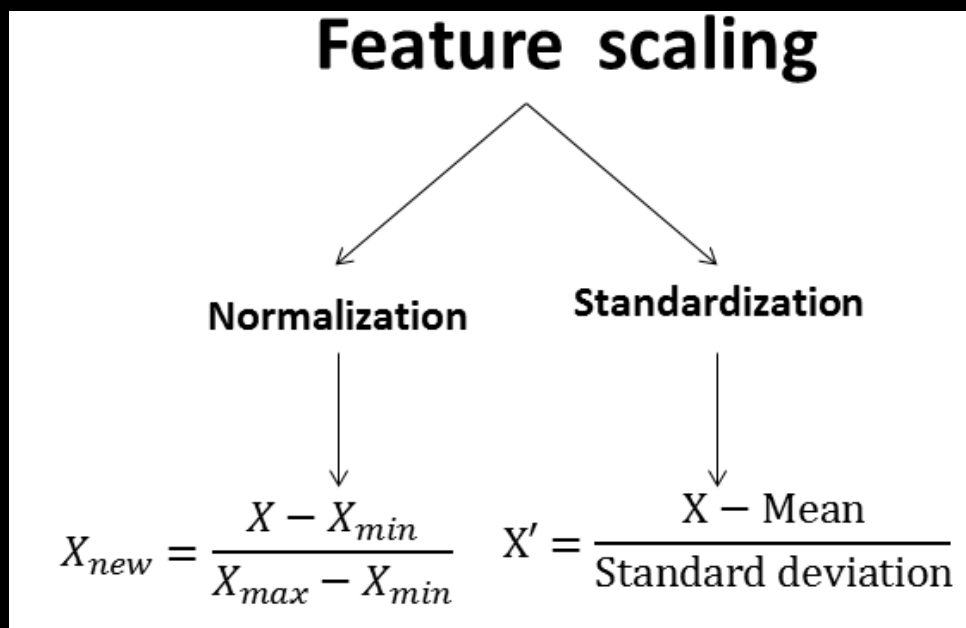 Feature scaling
Normalization
Standardization
X_new = (X − X_min) / (X_max − X_min)
X′ = (X − Mean) / (Standard deviation)